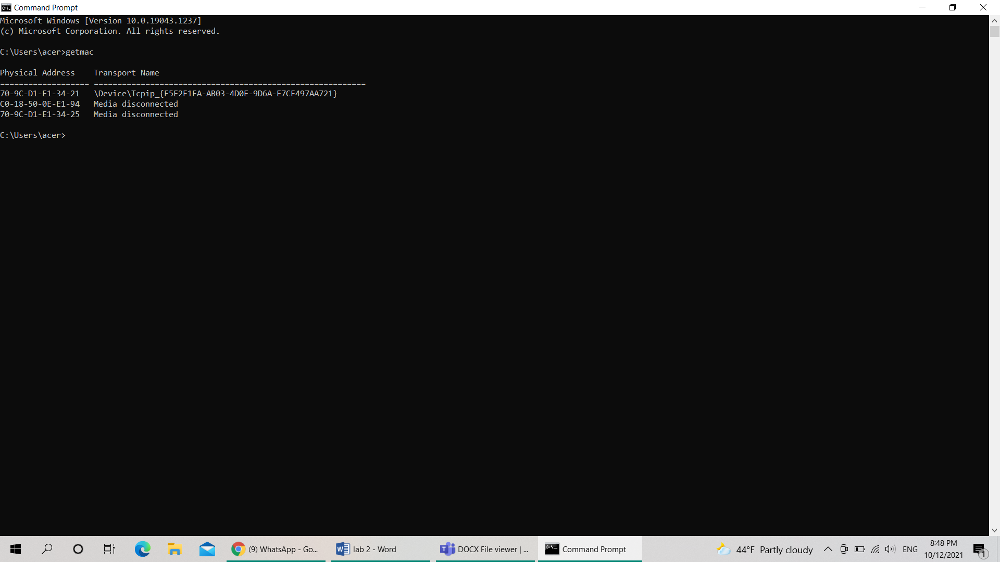 Command Prompt
Microsoft Windows [Version 10.0.19043.1237]
(c) Microsoft Corporation. All rights reserved.
C:\Users\acer>getmac
Physical Address    Transport Name
=================== ==========================================================
70-9C-D1-E1-34-21   \Device\Tcpip_{F5E2F1FA-AB03-4D0E-9D6A-E7CF497AA721}
C0-18-50-0E-E1-94   Media disconnected
70-9C-D1-E1-34-25   Media disconnected
C:\Users\acer>
(9) WhatsApp - Go...
lab 2 - Word
DOCX File viewer | ...
Command Prompt
44°F Partly cloudy
ENG
8:48 PM
10/12/2021
1